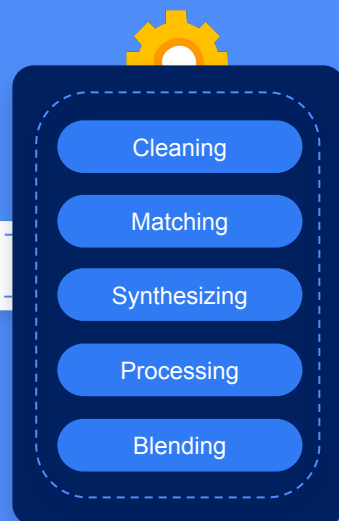 Cleaning
Matching
Synthesizing
Processing
Blending